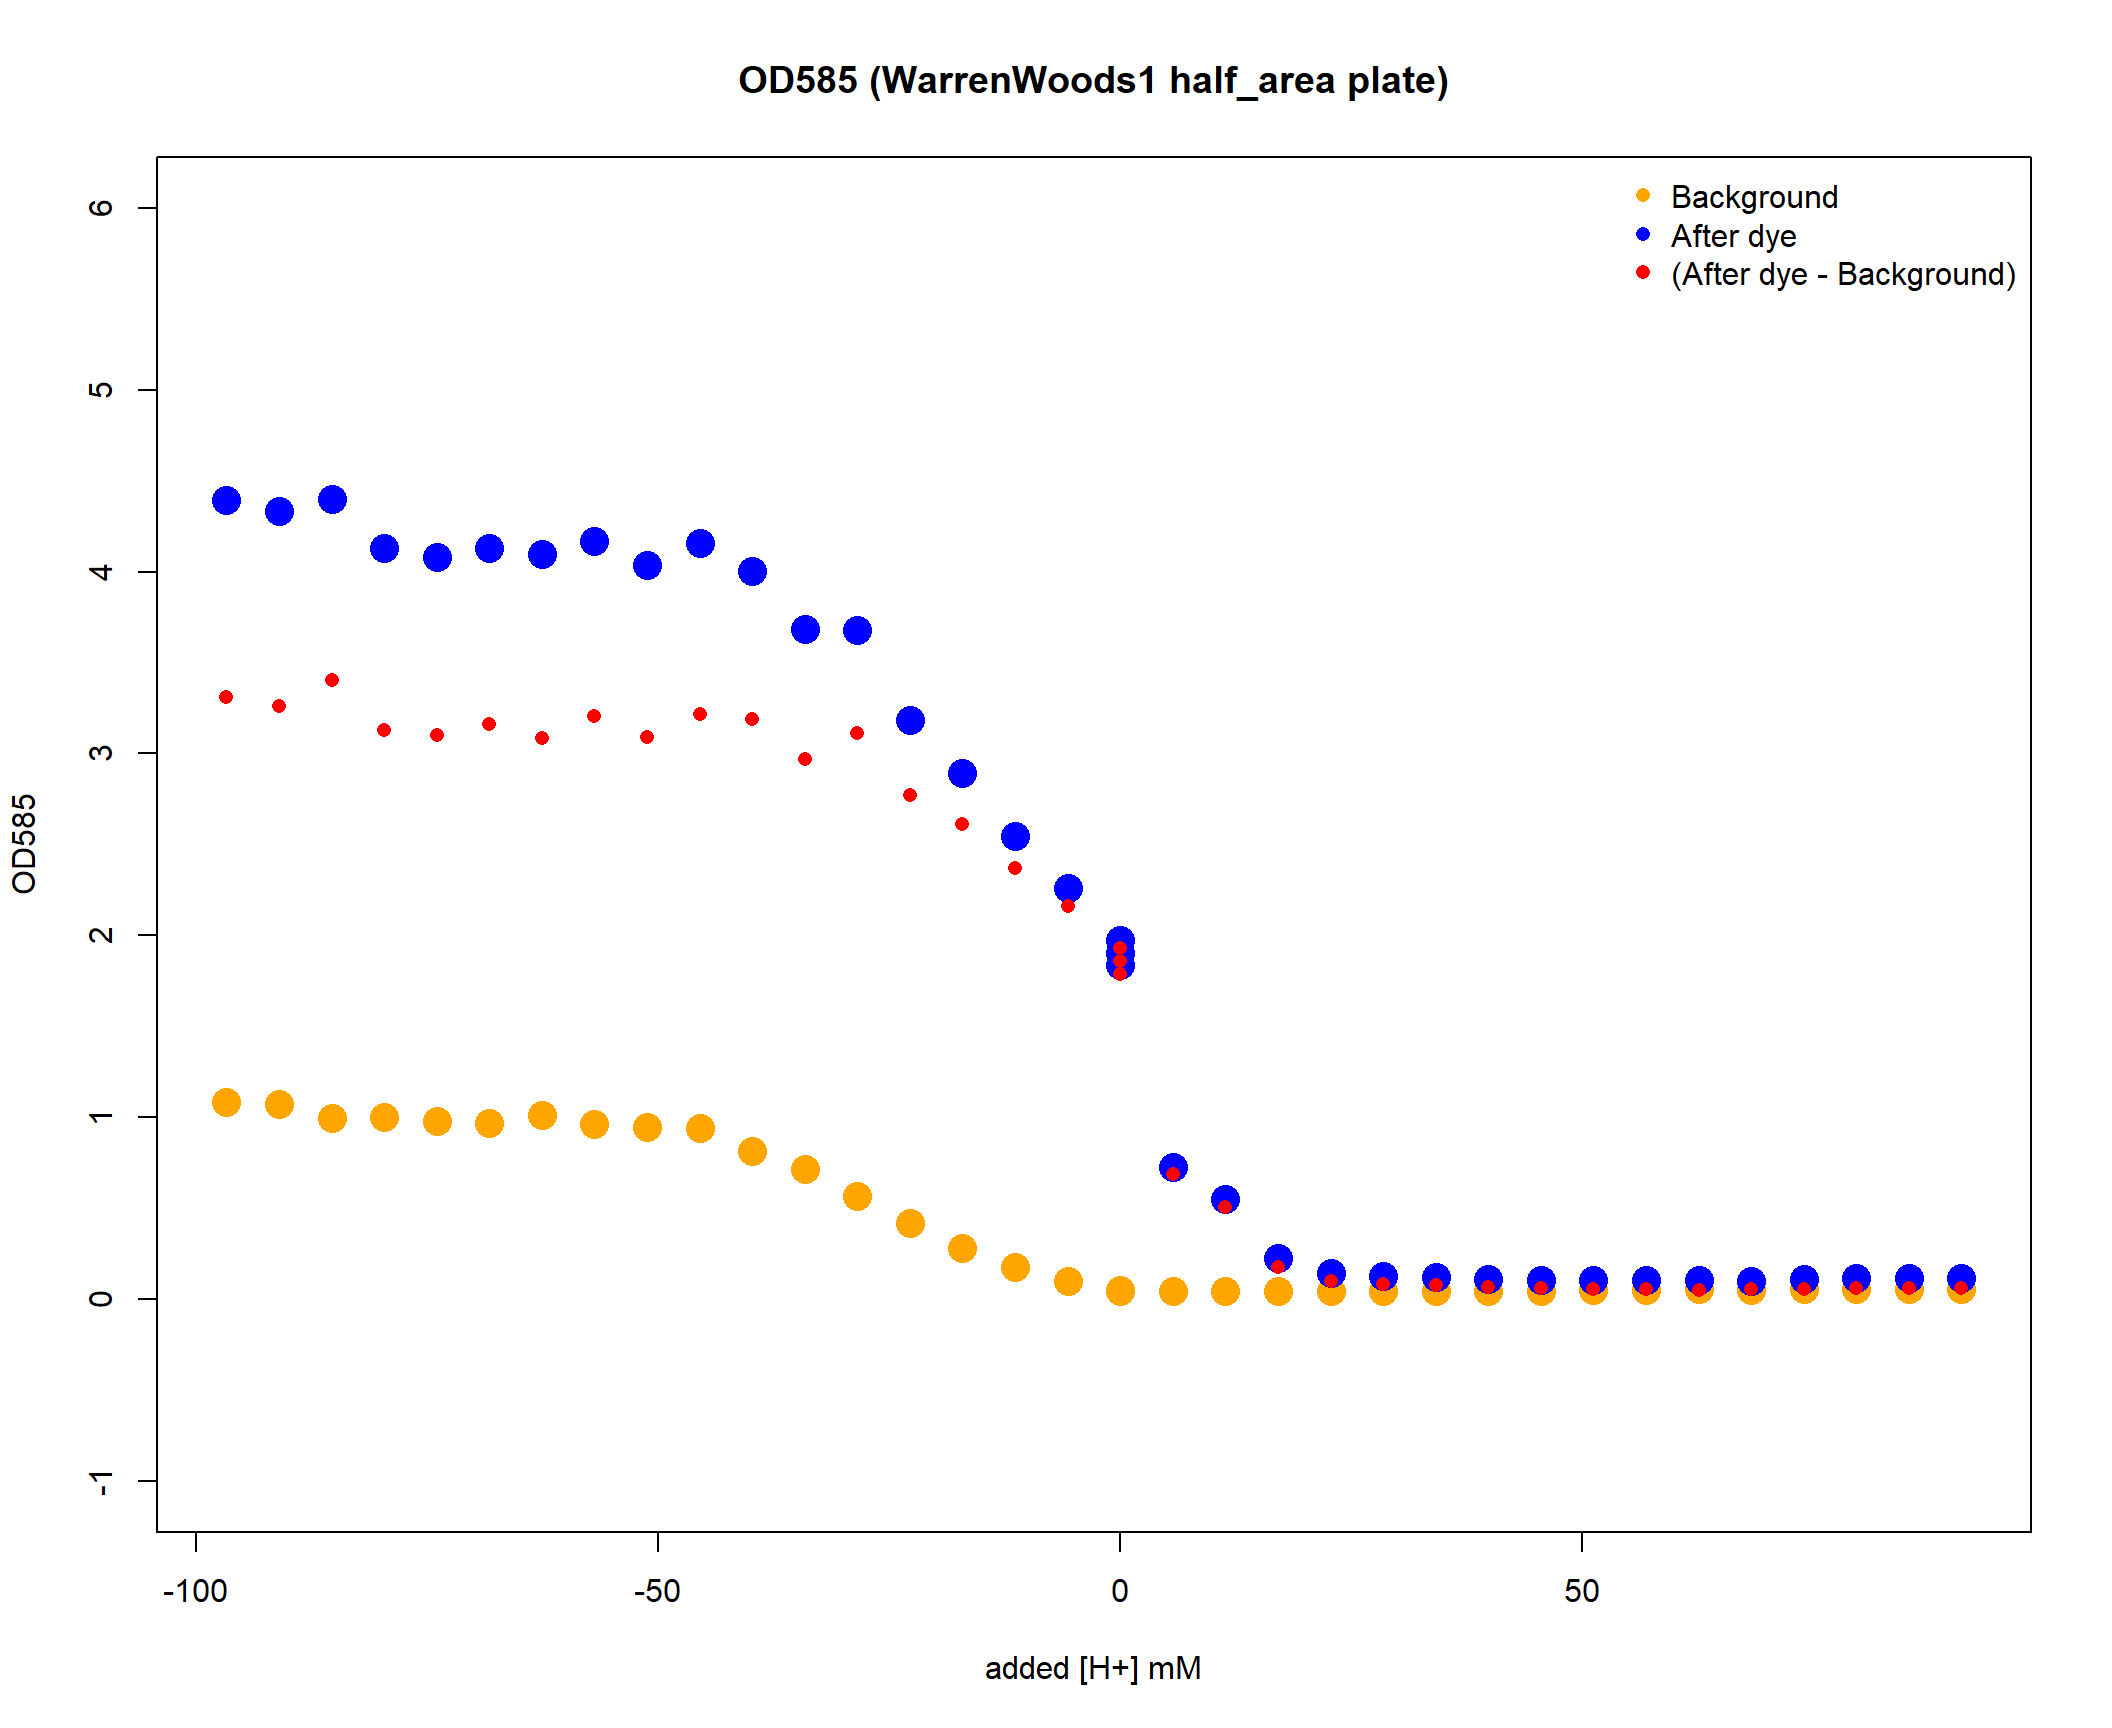 OD585 (WarrenWoods1 half_area plate)
Background
After dye
(After dye - Background)
6
5
4
3
2
1
0
-1
OD585
-100
-50
0
50
added [H+] mM